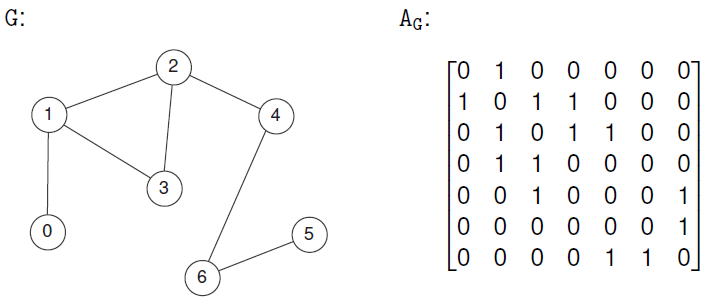 G:
A_G:
2
1
4
3
0
5
6
0 1 0 0 0 0 0
1 0 1 1 0 0 0
0 1 0 1 1 0 0
0 1 1 0 0 0 0
0 0 1 0 0 0 1
0 0 0 0 0 0 1
0 0 0 0 1 1 0